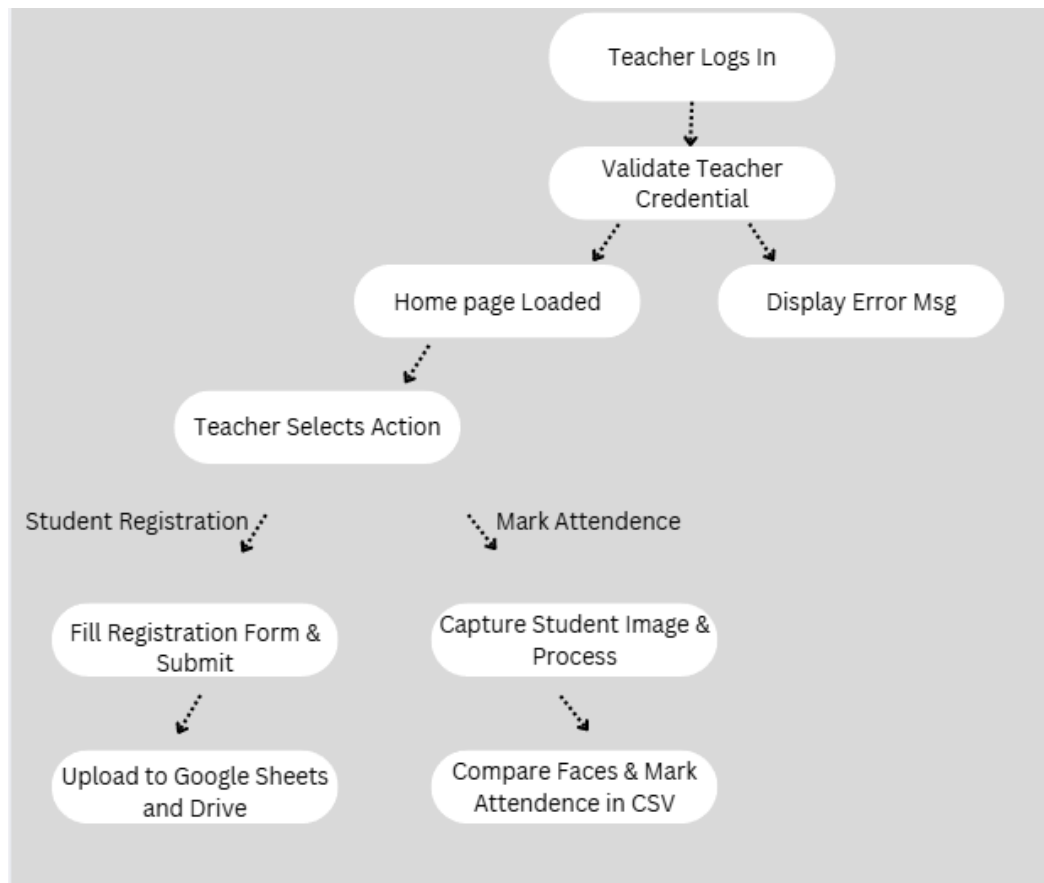 Teacher Logs In
Validate Teacher
Credential
Home page Loaded
Display Error Msg
Teacher Selects Action
Student Registration
Mark Attendence
Fill Registration Form &
Submit
Capture Student Image &
Process
Upload to Google Sheets
and Drive
Compare Faces & Mark
Attendence in CSV